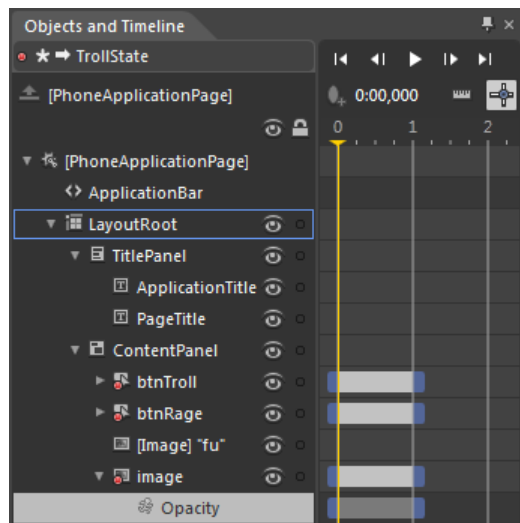 Objects and Timeline
TrollState
[PhoneApplicationPage]
0:00,000
0 1 2
[PhoneApplicationPage]
ApplicationBar
LayoutRoot
TitlePanel
ApplicationTitle
PageTitle
ContentPanel
btnTroll
btnRage
[Image] "fu"
image
Opacity